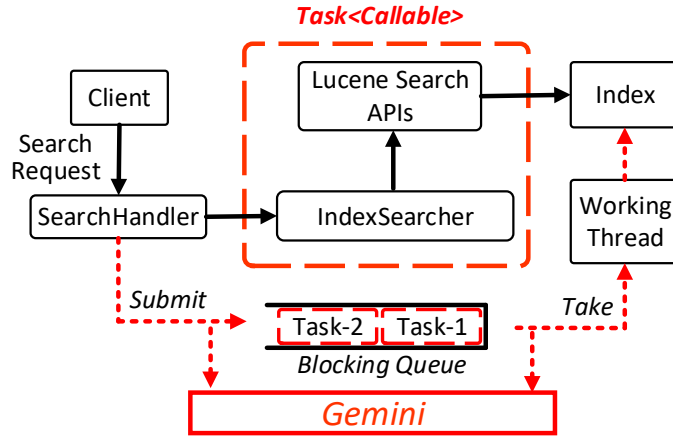 Task<Callable>
Client
Lucene Search
APIs
Index
Search
Request
SearchHandler
IndexSearcher
Working
Thread
Submit
Task-2
Task-1
Take
Blocking Queue
Gemini